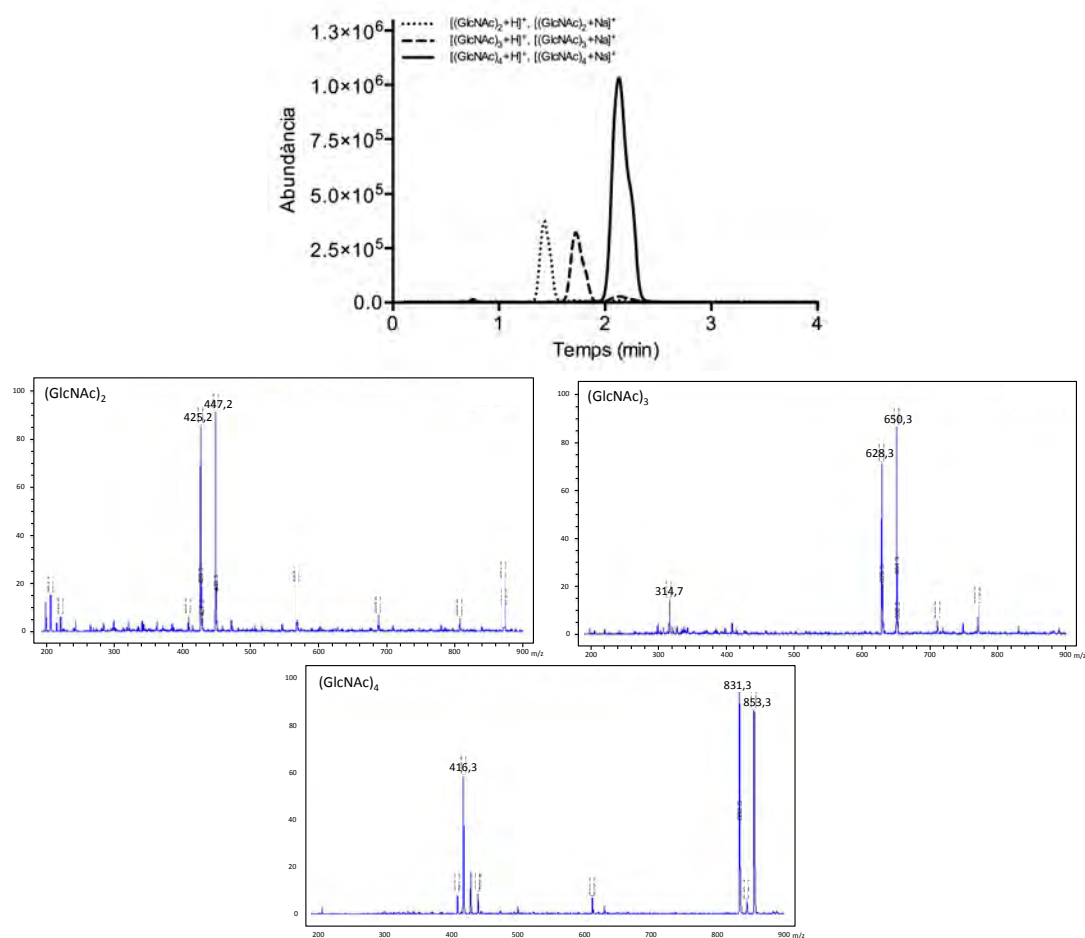 [(GlcNAc)2+H]+, [(GlcNAc)2+Na]+
[(GlcNAc)3+H]+, [(GlcNAc)3+Na]+
[(GlcNAc)4+H]+, [(GlcNAc)4+Na]+
1.3×10⁶
1.0×10⁶
7.5×10⁵
5.0×10⁵
2.5×10⁵
0.0
Abundància
0 1 2 3 4
Temps (min)
(GlcNAc)₂
425,2
447,2
100
80
60
40
20
0
200 300 400 500 600 700 800 900 m/z
(GlcNAc)₃
628,3
650,3
314,7
100
80
60
40
20
0
200 300 400 500 600 700 800 900 m/z
(GlcNAc)₄
416,3
831,3
853,3
100
80
60
40
20
0
200 300 400 500 600 700 800 900 m/z